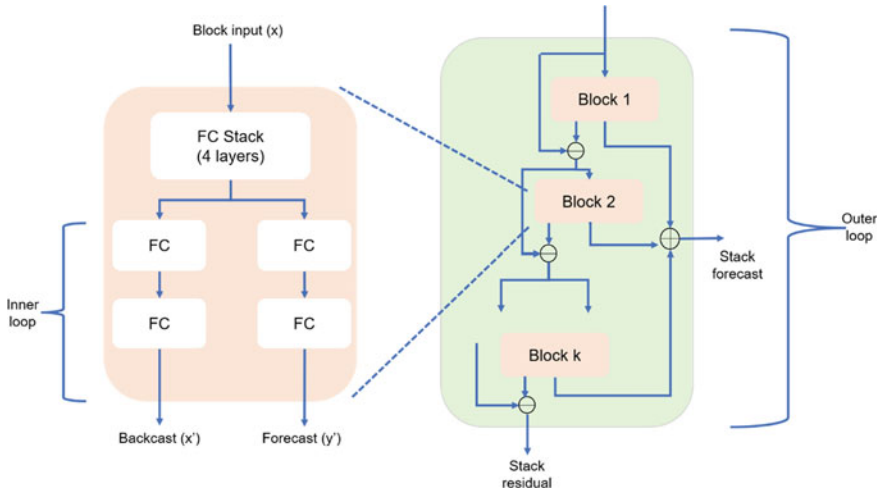 Block input (x)
FC Stack
(4 layers)
FC
FC
FC
FC
Inner
loop
Backcast (x')
Forecast (y')
Block 1
Block 2
Block k
Stack
forecast
Outer
loop
Stack
residual